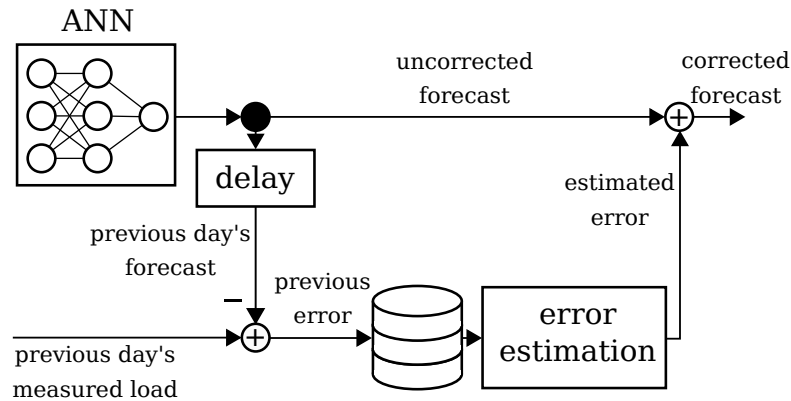 ANN
uncorrected
forecast
corrected
forecast
+
delay
estimated
error
previous day's
forecast
−
previous
error
+
error
estimation
previous day's
measured load